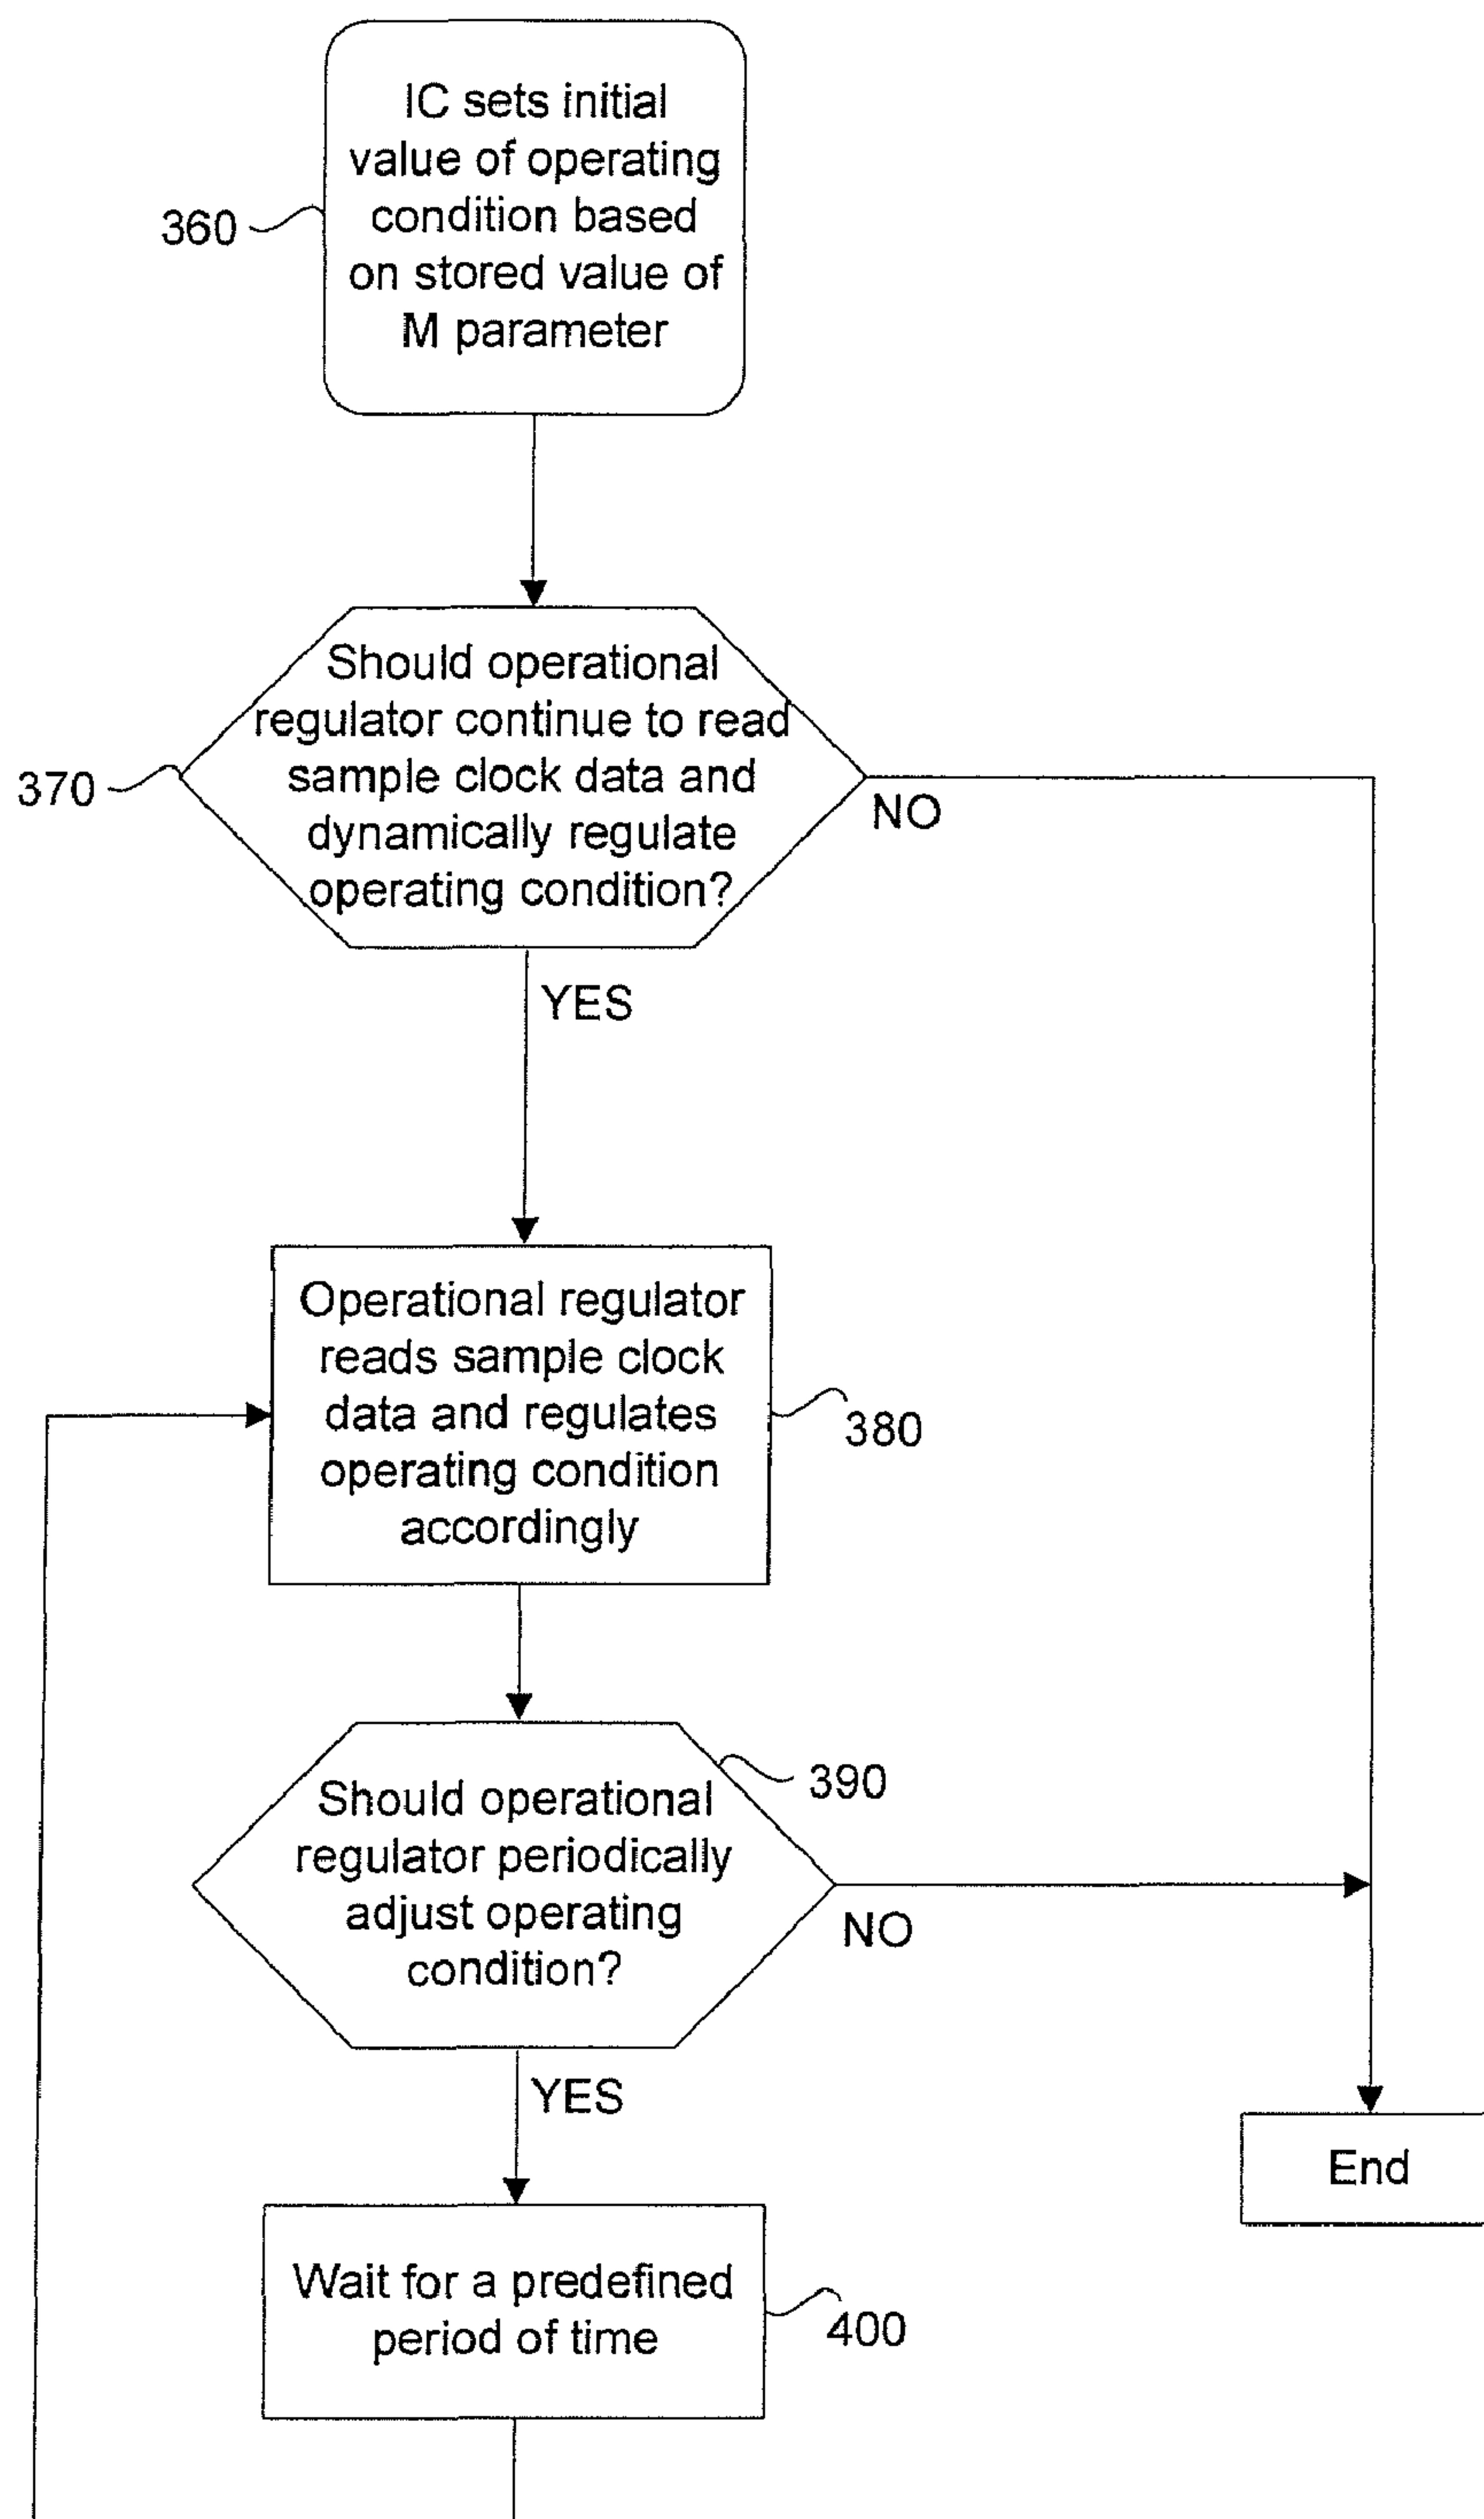 IC sets initial
value of operating
condition based
on stored value of
M parameter
360
Should operational
regulator continue to read
sample clock data and
dynamically regulate
operating condition?
370
NO
YES
Operational regulator
reads sample clock
data and regulates
operating condition
accordingly
380
390
Should operational
regulator periodically
adjust operating
condition?
NO
YES
End
Wait for a predefined
period of time
400